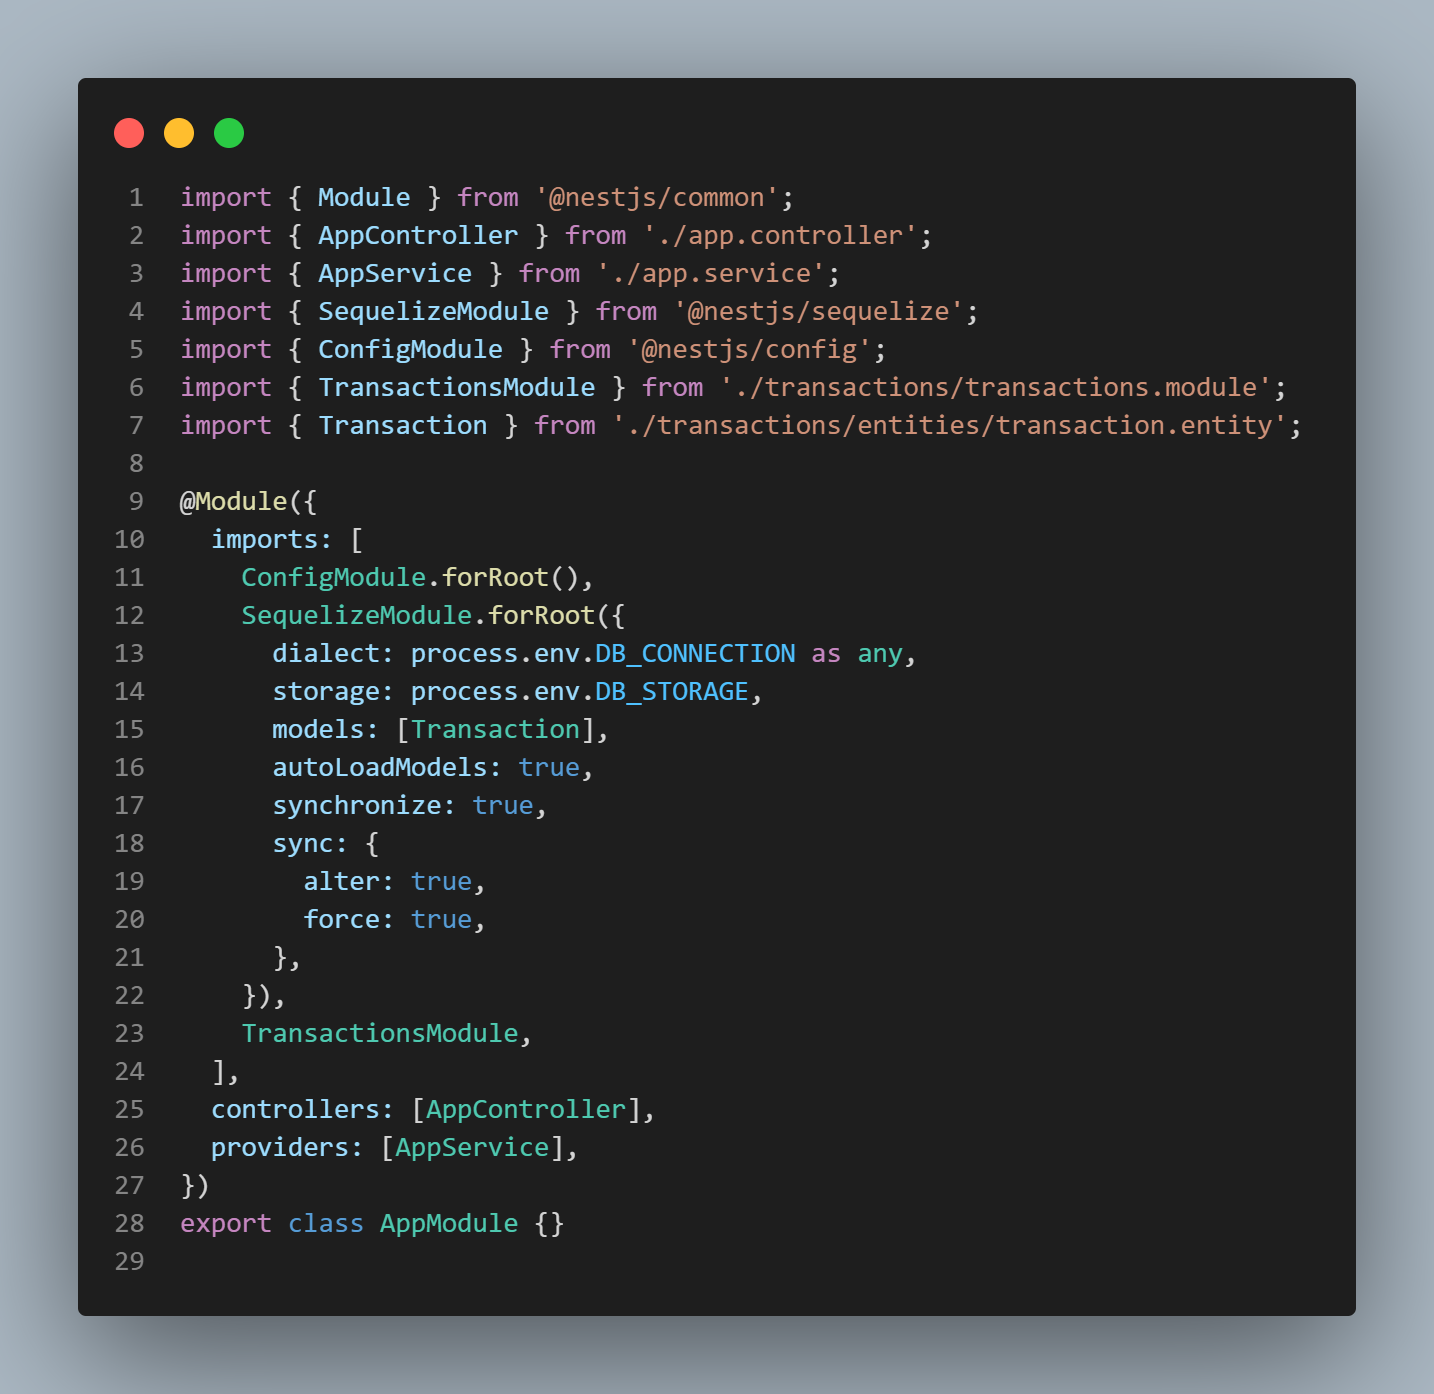 1 import { Module } from '@nestjs/common';
2 import { AppController } from './app.controller';
3 import { AppService } from './app.service';
4 import { SequelizeModule } from '@nestjs/sequelize';
5 import { ConfigModule } from '@nestjs/config';
6 import { TransactionsModule } from './transactions/transactions.module';
7 import { Transaction } from './transactions/entities/transaction.entity';
8
9 @Module({
10   imports: [
11     ConfigModule.forRoot(),
12     SequelizeModule.forRoot({
13       dialect: process.env.DB_CONNECTION as any,
14       storage: process.env.DB_STORAGE,
15       models: [Transaction],
16       autoLoadModels: true,
17       synchronize: true,
18       sync: {
19         alter: true,
20         force: true,
21       },
22     }),
23     TransactionsModule,
24   ],
25   controllers: [AppController],
26   providers: [AppService],
27 })
28 export class AppModule {}
29